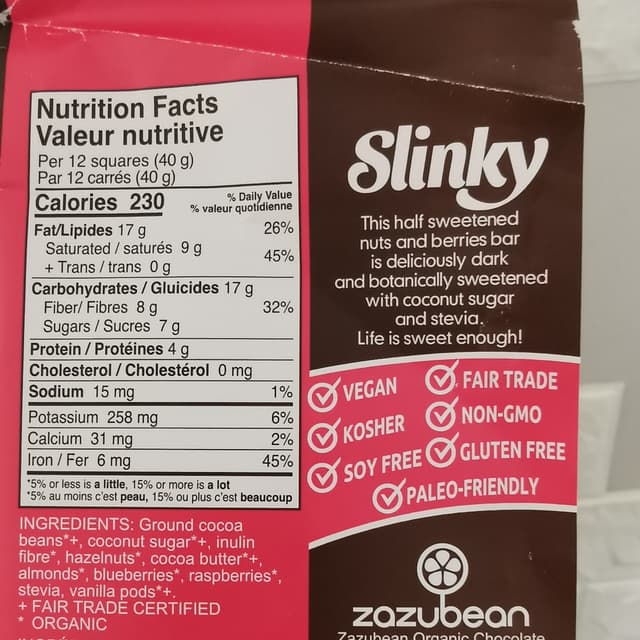 Nutrition Facts
Valeur nutritive
Per 12 squares (40 g)
Par 12 carrés (40 g)
Calories 230
% Daily Value
% valeur quotidienne
Fat/Lipides 17 g 26%
Saturated / saturés 9 g
+ Trans / trans 0 g
45%
Carbohydrates / Glucides 17 g
Fiber/ Fibres 8 g 32%
Sugars / Sucres 7 g
Protein / Protéines 4 g
Cholesterol / Cholestérol 0 mg
Sodium 15 mg 1%
Potassium 258 mg 6%
Calcium 31 mg 2%
Iron / Fer 6 mg 45%
*5% or less is a little, 15% or more is a lot
*5% au moins c'est peau, 15% ou plus c'est beaucoup
INGREDIENTS: Ground cocoa
beans*+, coconut sugar*+, inulin
fibre*, hazelnuts*, cocoa butter*+,
almonds*, blueberries*, raspberries*,
stevia, vanilla pods*+.
+ FAIR TRADE CERTIFIED
* ORGANIC
Slinky
This half sweetened
nuts and berries bar
is deliciously dark
and botanically sweetened
with coconut sugar
and stevia.
Life is sweet enough!
VEGAN
FAIR TRADE
KOSHER
NON-GMO
SOY FREE
GLUTEN FREE
PALEO-FRIENDLY
zazubean
Zazubean Organic Chocolate